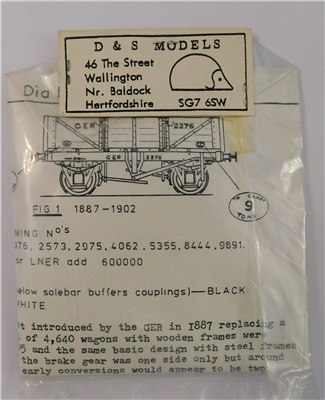 D & S MODELS
46 The Street
Wallington
Nr. Baldock
Hertfordshire
SG7 6SW
Dia
GER
2376
GER
2376
TO CARRY
9
TONS
FIG 1 1887-1902
NING No's
376, 2573, 2975, 4062, 5355, 8444, 9891.
or LNER add 600000
elow solebar buffers couplings)—BLACK
HITE
t introduced by the GER in 1887 replacing a
of 4,640 wagons with wooden frames were
5 and the same basic design with steel frames
the brake gear was one side only but around
early conversions would appear to be two